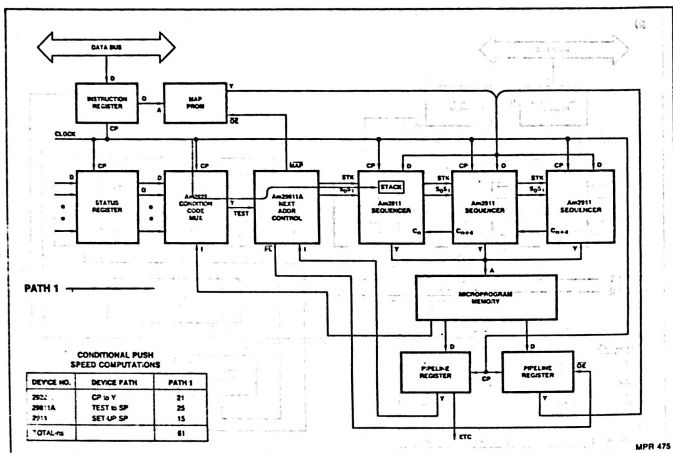 DATA BUS
D
INSTRUCTION
REGISTER
CP
D
A
MAP
PROM
Y
OE
CLOCK
CP
D
O
STATUS
REGISTER
CP
Am2922
CONDITION
CODE
MUX
I
Y
TEST
MAP
Am29811A
NEXT
ADDR
CONTROL
PL
I
STK
S0S1
CP
D
STACK
Am2911
SEQUENCER
Cn
Y
STK
S0S1
CP
D
Am2911
SEQUENCER
Cn+4
Y
STK
S0S1
CP
D
Am2911
SEQUENCER
Cn+4
Y
A
MICROPROGRAM
MEMORY
PATH 1
D
D
PIPELINE
REGISTER
CP
PIPELINE
REGISTER
OE
Y
Y
ETC
CONDITIONAL PUSH
SPEED COMPUTATIONS
DEVICE NO. DEVICE PATH PATH 1
2922 CP to Y 21
29811A TEST to SP 25
2911 SET-UP SP 15
TOTAL-ns 61
MPR 475